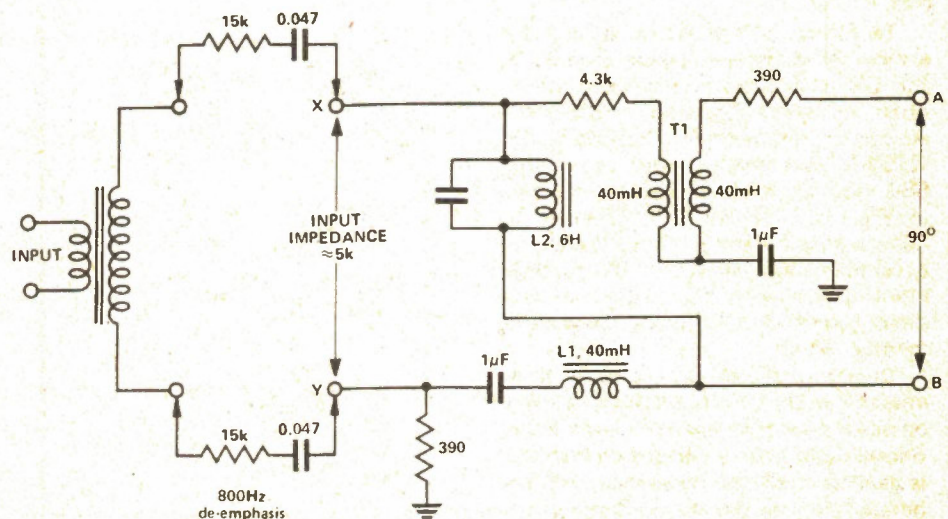 15k
0.047
4.3k
390
X
A
T1
40mH
40mH
INPUT
INPUT
IMPEDANCE
≈5k
L2, 6H
1µF
90°
1µF
L1, 40mH
Y
B
390
15k
0.047
800Hz
de-emphasis